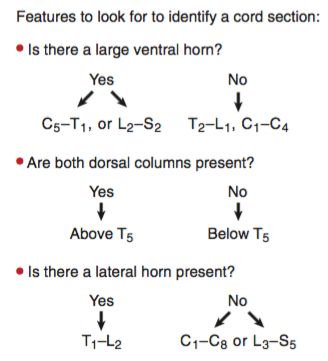 Features to look for to identify a cord section:
• Is there a large ventral horn?
Yes No
C₅–T₁, or L₂–S₂ T₂–L₁, C₁–C₄
• Are both dorsal columns present?
Yes No
Above T₅ Below T₅
• Is there a lateral horn present?
Yes No
T₁–L₂ C₁–C₈ or L₃–S₅